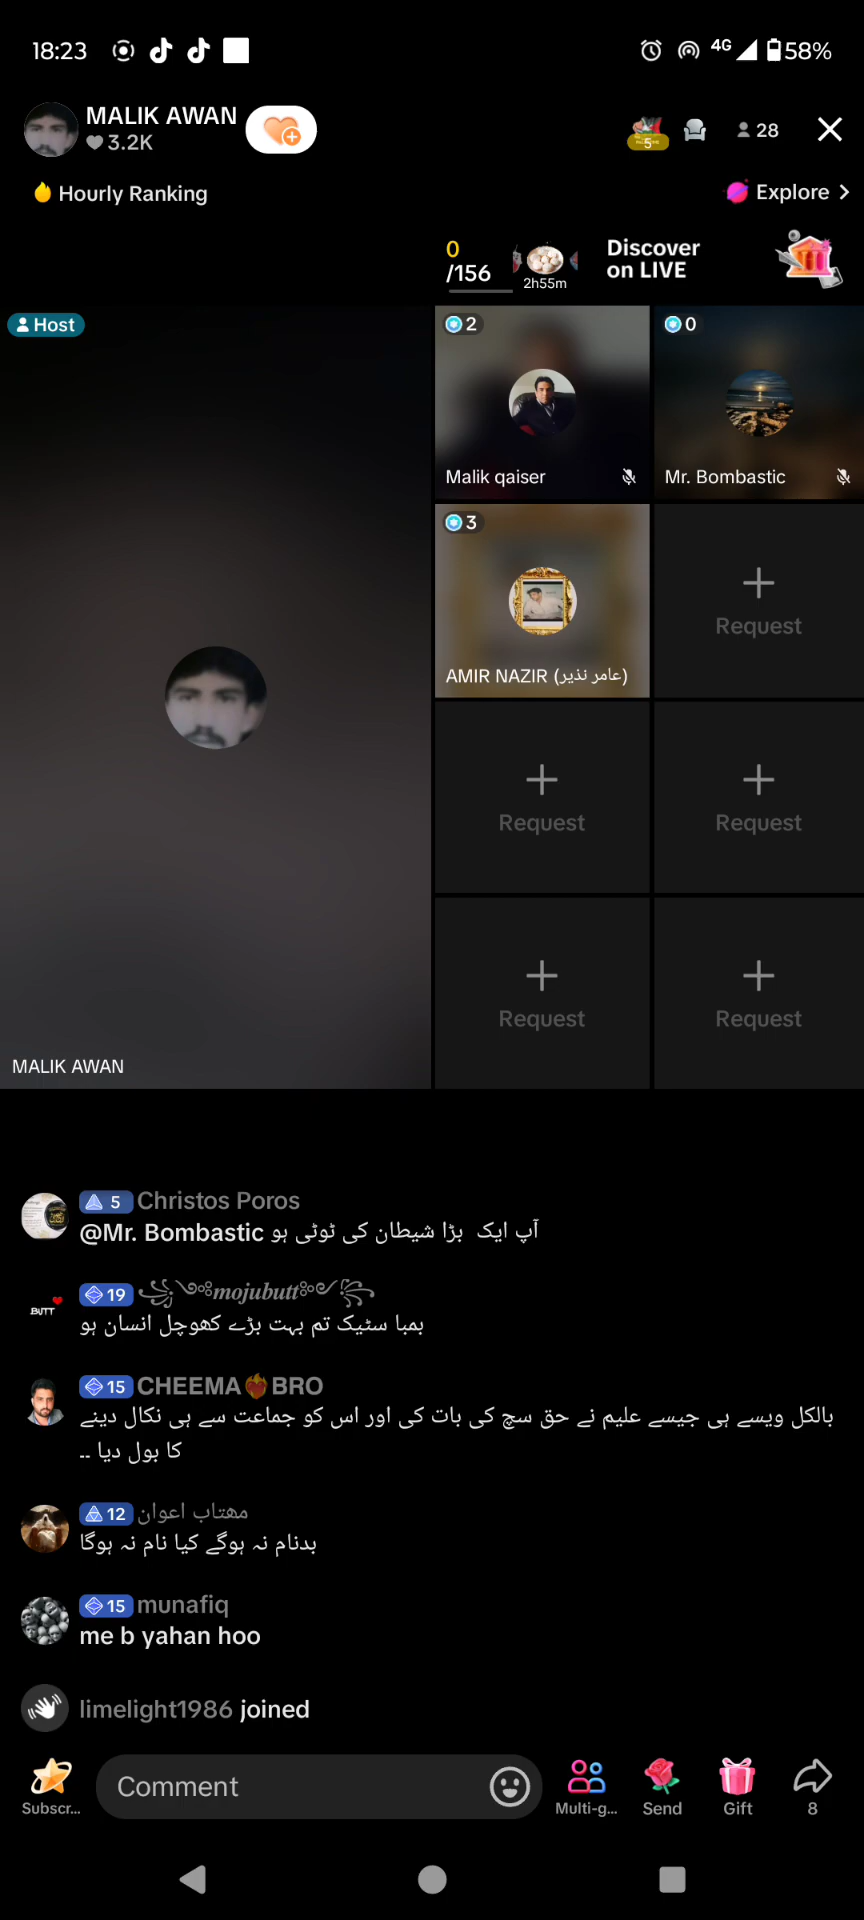 18:23
4G
58%
MALIK AWAN
3.2K
5
28
Hourly Ranking
Explore
0
/156
2h55m
Discover
on LIVE
Host
2
Malik qaiser
0
Mr. Bombastic
3
AMIR NAZIR (عامر نذیر)
Request
Request
Request
Request
Request
MALIK AWAN
5 Christos Poros
@Mr. Bombastic آپ ایک بڑا شیطان کی ٹوٹی ہو
BUTT
19 mojubutt
بمبا سٹیک تم بہت بڑے کھوچل انسان ہو
15 CHEEMA❤️‍🔥BRO
بالکل ویسے ہی جیسے علیم نے حق سچ کی بات کی اور اس کو جماعت سے ہی نکال دینے
کا بول دیا ۔۔
12 مهتاب اعوان
بدنام نہ ہوگے کیا نام نہ ہوگا
15 munafiq
me b yahan hoo
limelight1986 joined
Comment
Subscr...
Multi-g...
Send
Gift
8